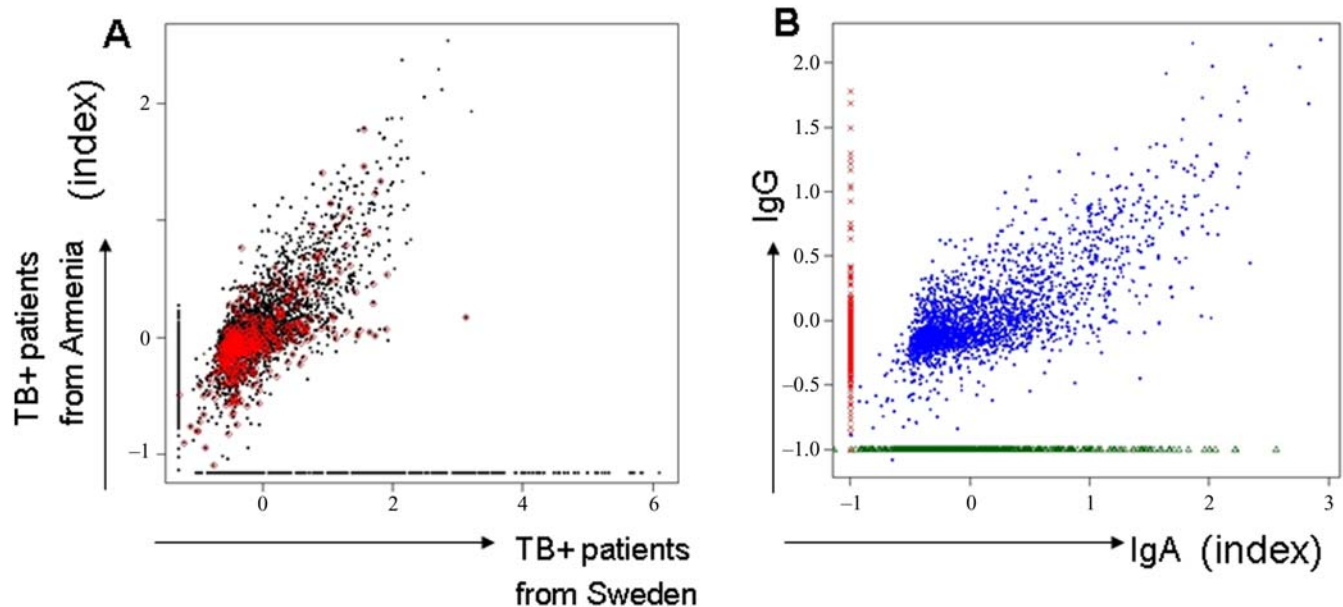 A
B
TB+ patients
from Armenia
(index)
2
0
–1
0
2
4
6
TB+ patients
from Sweden
IgG
2.0
1.5
1.0
0.5
0.0
–0.5
–1.0
–1
0
1
2
3
IgA (index)